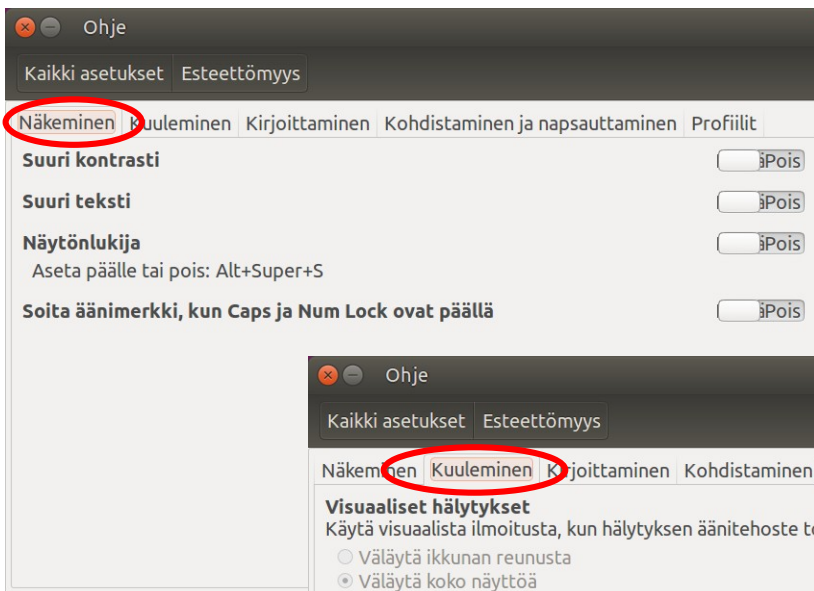 Ohje
Kaikki asetukset Esteettömyys
Näkeminen Kuuleminen Kirjoittaminen Kohdistaminen ja napsauttaminen Profiilit
Suuri kontrasti Pois
Suuri teksti Pois
Näytönlukija Pois
Aseta päälle tai pois: Alt+Super+S
Soita äänimerkki, kun Caps ja Num Lock ovat päällä Pois
Ohje
Kaikki asetukset Esteettömyys
Näkeminen Kuuleminen Kirjoittaminen Kohdistaminen
Visuaaliset hälytykset
Käytä visuaalista ilmoitusta, kun hälytyksen äänitehoste
Väläytä ikkunan reunusta
Väläytä koko näyttöä